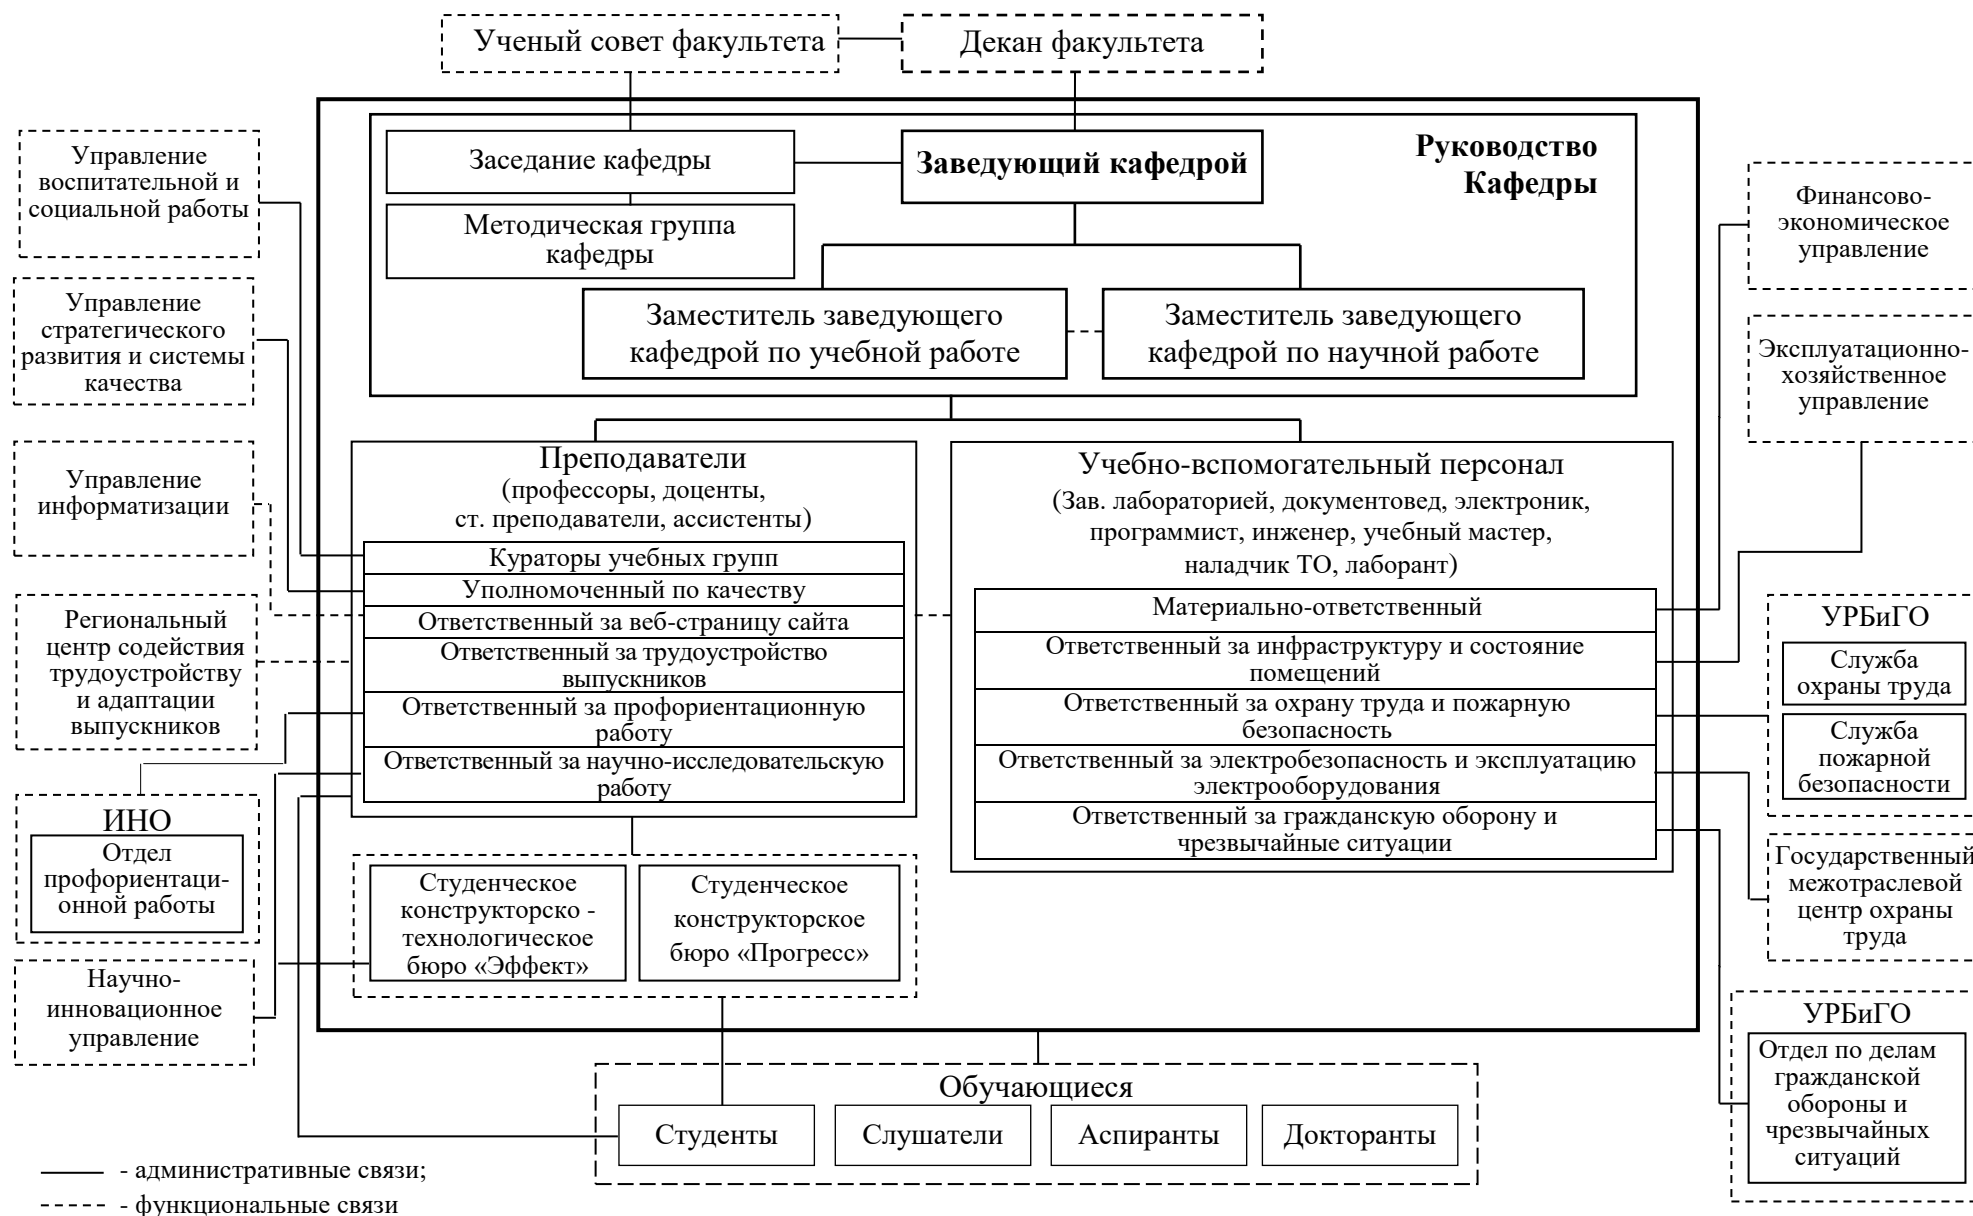 Ученый совет факультета
Декан факультета
Руководство
Кафедры
Заседание кафедры
Заведующий кафедрой
Методическая группа
кафедры
Заместитель заведующего
кафедрой по учебной работе
Заместитель заведующего
кафедрой по научной работе
Управление
воспитательной и
социальной работы
Управление
стратегического
развития и системы
качества
Управление
информатизации
Региональный
центр содействия
трудоустройству
и адаптации
выпускников
ИНО
Отдел
профориентаци-
онной работы
Научно-
инновационное
управление
Преподаватели
(профессоры, доценты,
ст. преподаватели, ассистенты)
Кураторы учебных групп
Уполномоченный по качеству
Ответственный за веб-страницу сайта
Ответственный за трудоустройство
выпускников
Ответственный за профориентационную
работу
Ответственный за научно-исследовательскую
работу
Студенческое
конструкторско -
технологическое
бюро «Эффект»
Студенческое
конструкторское
бюро «Прогресс»
Учебно-вспомогательный персонал
(Зав. лабораторией, документовед, электроник,
программист, инженер, учебный мастер,
наладчик ТО, лаборант)
Материально-ответственный
Ответственный за инфраструктуру и состояние
помещений
Ответственный за охрану труда и пожарную
безопасность
Ответственный за электробезопасность и эксплуатацию
электрооборудования
Ответственный за гражданскую оборону и
чрезвычайные ситуации
Финансово-
экономическое
управление
Эксплуатационно-
хозяйственное
управление
УРБиГО
Служба
охраны труда
Служба
пожарной
безопасности
Государственный
межотраслевой
центр охраны
труда
УРБиГО
Отдел по делам
гражданской
обороны и
чрезвычайных
ситуаций
Обучающиеся
Студенты
Слушатели
Аспиранты
Докторанты
- административные связи;
- функциональные связи